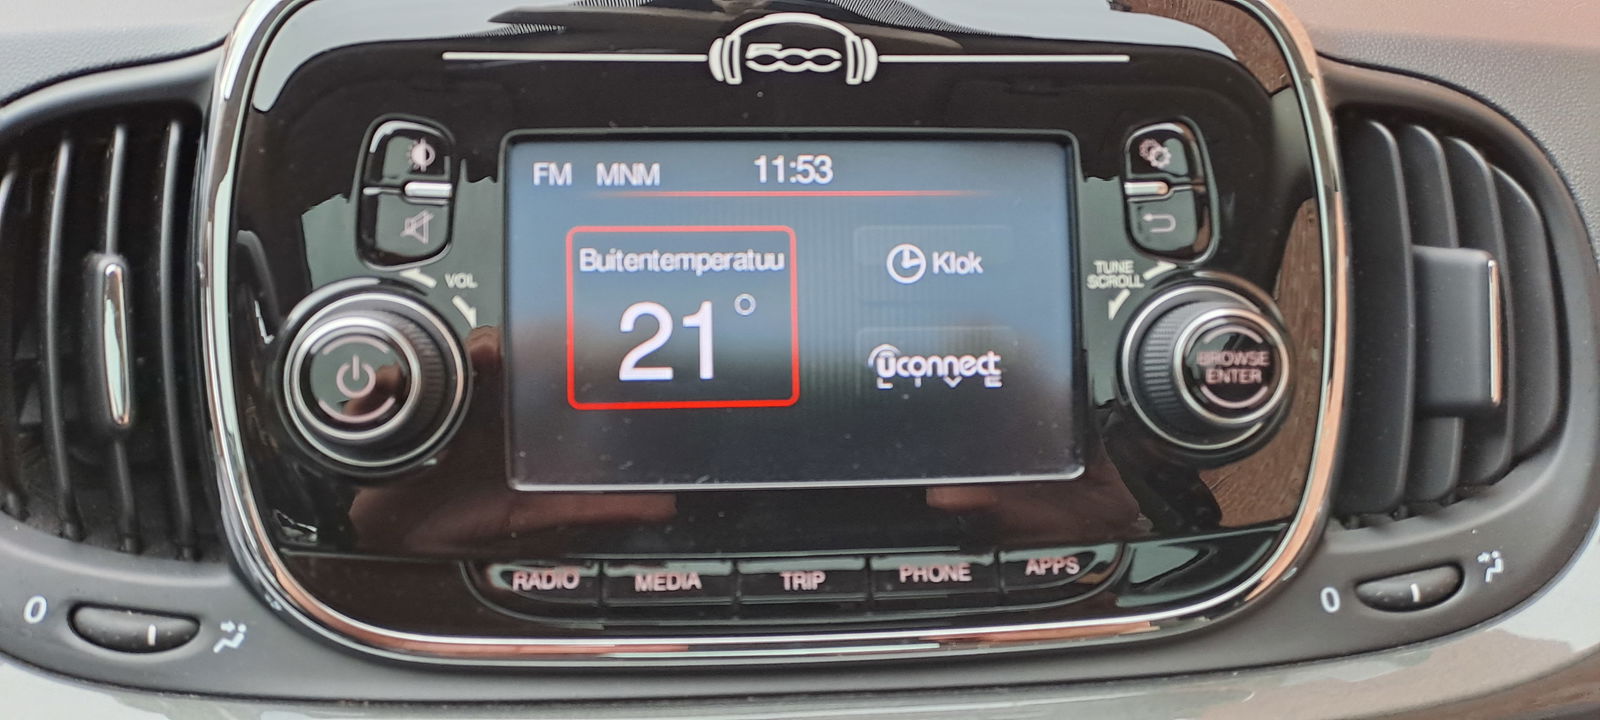 500
FM MNM 11:53
Buitentemperatuu
21°
Klok
uconnect
LIVE
VOL
TUNE
SCROLL
BROWSE
ENTER
RADIO
MEDIA
TRIP
PHONE
APPS
0
0